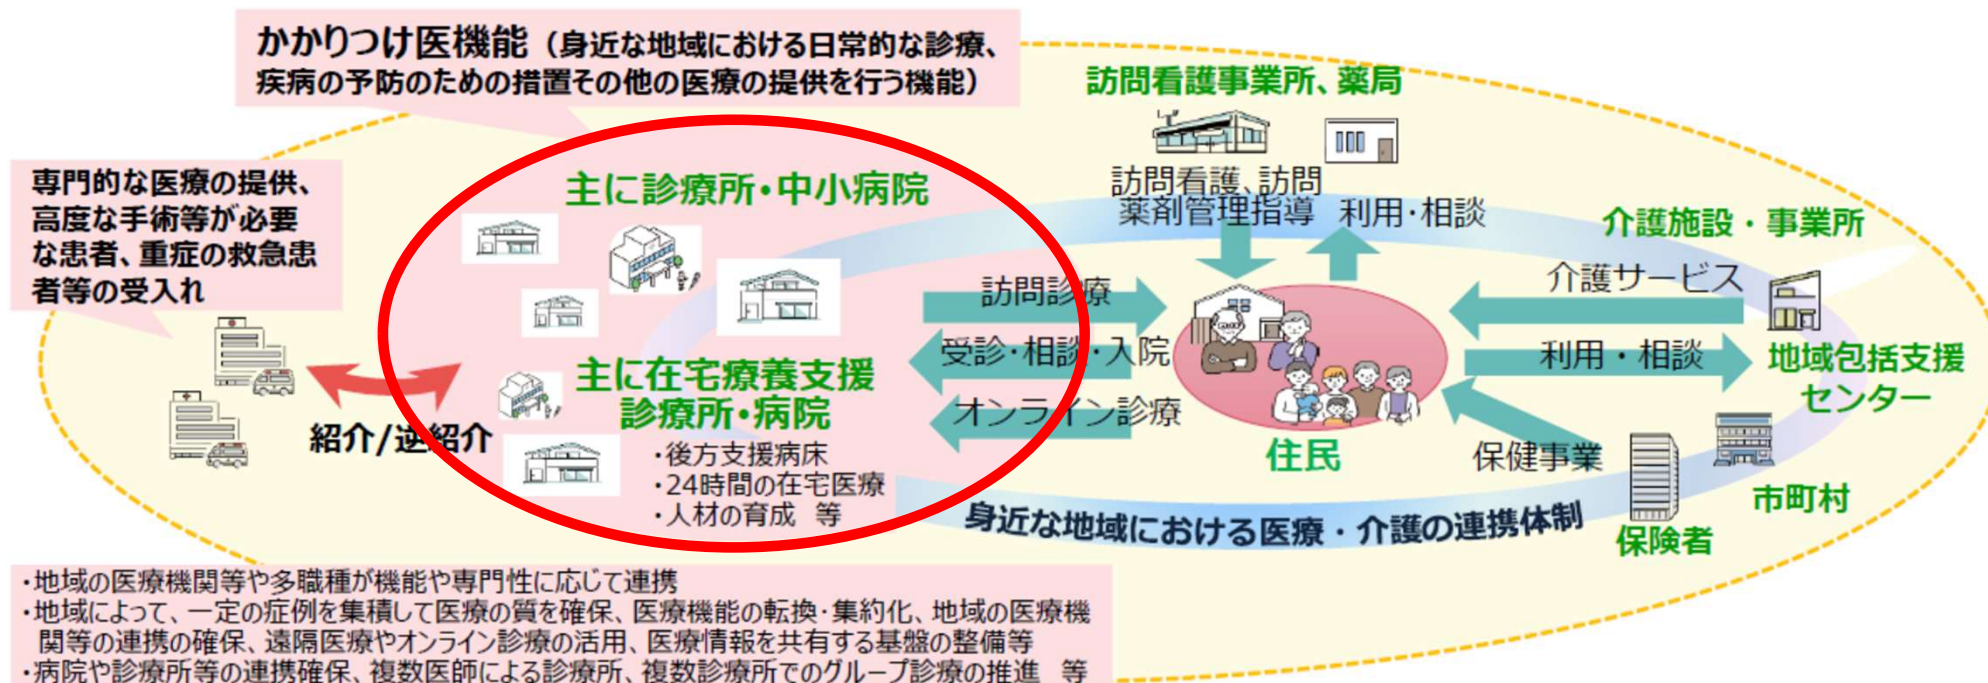 かかりつけ医機能（身近な地域における日常的な診療、
疾病の予防のための措置その他の医療の提供を行う機能）
専門的な医療の提供、
高度な手術等が必要
な患者、重症の救急患
者等の受入れ
紹介/逆紹介
主に診療所・中小病院
主に在宅療養支援
診療所・病院
・後方支援病床
・24時間の在宅医療
・人材の育成　等
訪問診療
受診・相談・入院
オンライン診療
訪問看護事業所、薬局
訪問看護、訪問
薬剤管理指導
利用・相談
住民
介護施設・事業所
介護サービス
利用・相談
地域包括支援
センター
保健事業
市町村
保険者
身近な地域における医療・介護の連携体制
・地域の医療機関等や多職種が機能や専門性に応じて連携
・地域によって、一定の症例を集積して医療の質を確保、医療機能の転換・集約化、地域の医療機
関等の連携の確保、遠隔医療やオンライン診療の活用、医療情報を共有する基盤の整備等
・病院や診療所等の連携確保、複数医師による診療所、複数診療所でのグループ診療の推進　等